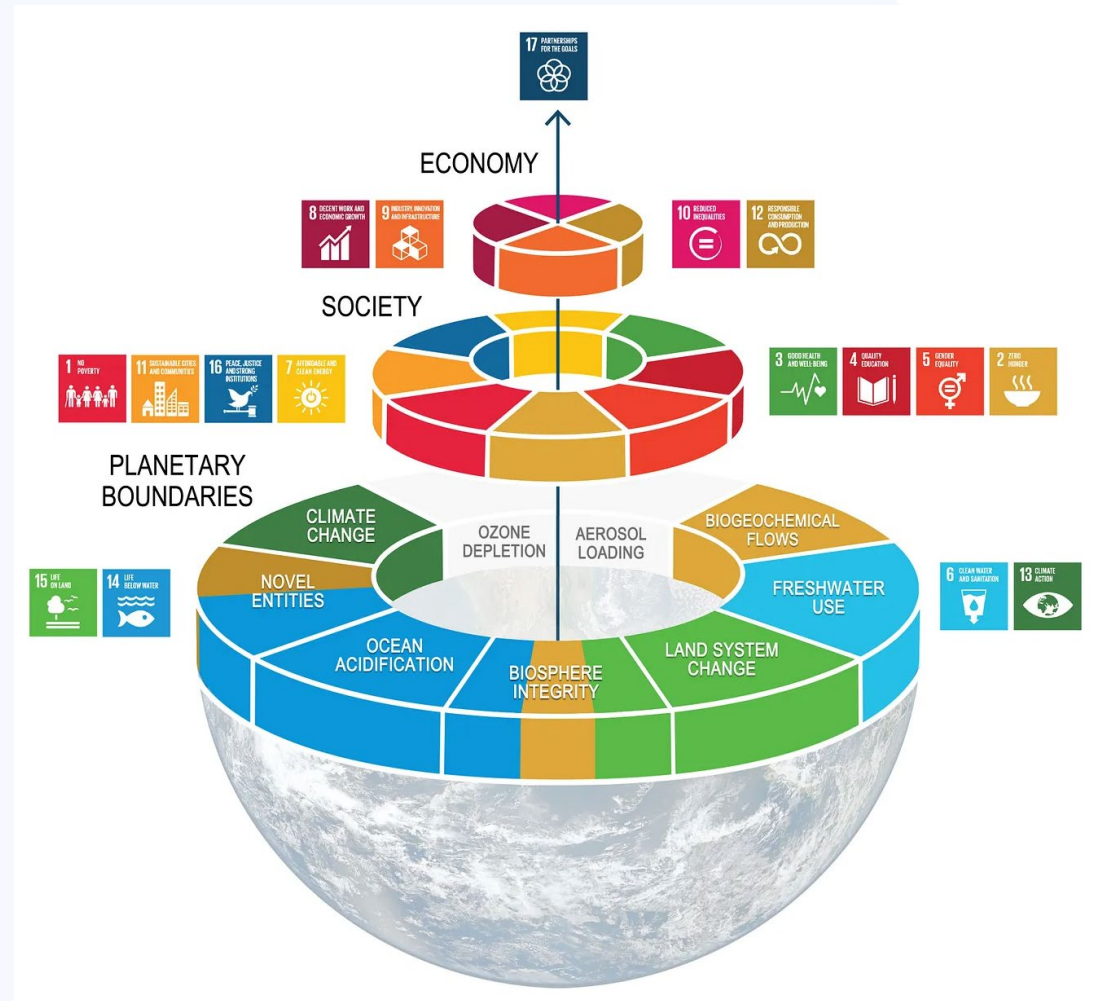 17 PARTNERSHIPS
FOR THE GOALS
ECONOMY
8 DECENT WORK AND
ECONOMIC GROWTH
9 INDUSTRY, INNOVATION
AND INFRASTRUCTURE
10 REDUCED
INEQUALITIES
12 RESPONSIBLE
CONSUMPTION
AND PRODUCTION
SOCIETY
1 NO
POVERTY
11 SUSTAINABLE CITIES
AND COMMUNITIES
16 PEACE, JUSTICE
AND STRONG
INSTITUTIONS
7 AFFORDABLE AND
CLEAN ENERGY
3 GOOD HEALTH
AND WELL-BEING
4 QUALITY
EDUCATION
5 GENDER
EQUALITY
2 ZERO
HUNGER
PLANETARY
BOUNDARIES
CLIMATE
CHANGE
OZONE
DEPLETION
AEROSOL
LOADING
BIOGEOCHEMICAL
FLOWS
15 LIFE
ON LAND
14 LIFE
BELOW WATER
NOVEL
ENTITIES
FRESHWATER
USE
6 CLEAN WATER
AND SANITATION
13 CLIMATE
ACTION
OCEAN
ACIDIFICATION
BIOSPHERE
INTEGRITY
LAND SYSTEM
CHANGE